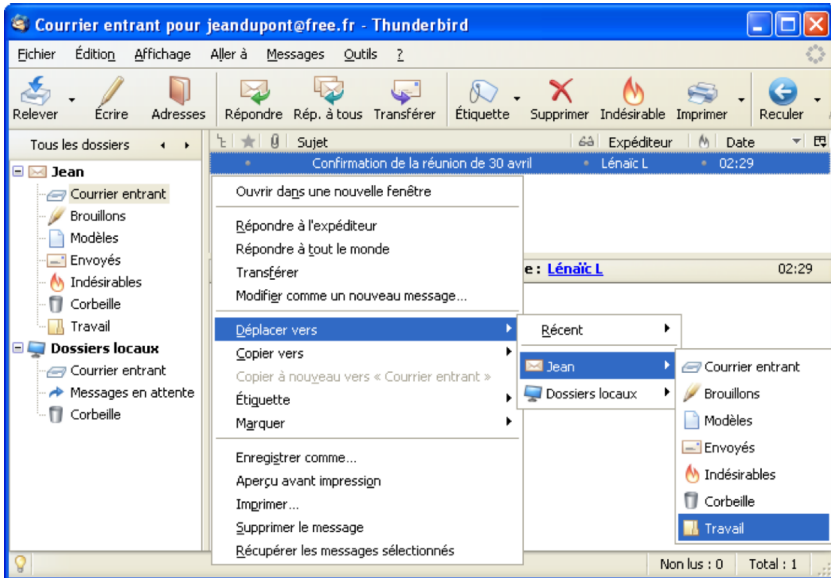 Courrier entrant pour jeandupont@free.fr - Thunderbird
Fichier Édition Affichage Aller à Messages Outils ?
Relever Écrire Adresses Répondre Rép. à tous Transférer Étiquette Supprimer Indésirable Imprimer Reculer
Tous les dossiers Sujet Expéditeur Date
Confirmation de la réunion de 30 avril Lénaïc L 02:29
Jean
Courrier entrant
Brouillons
Modèles
Envoyés
Indésirables
Corbeille
Travail
Dossiers locaux
Courrier entrant
Messages en attente
Corbeille
e : Lénaïc L 02:29
Ouvrir dans une nouvelle fenêtre
Répondre à l'expéditeur
Répondre à tout le monde
Transférer
Modifier comme un nouveau message...
Déplacer vers
Copier vers
Copier à nouveau vers « Courrier entrant »
Étiquette
Marquer
Enregistrer comme...
Aperçu avant impression
Imprimer...
Supprimer le message
Récupérer les messages sélectionnés
Récent
Jean
Dossiers locaux
Courrier entrant
Brouillons
Modèles
Envoyés
Indésirables
Corbeille
Travail
Non lus : 0 Total : 1